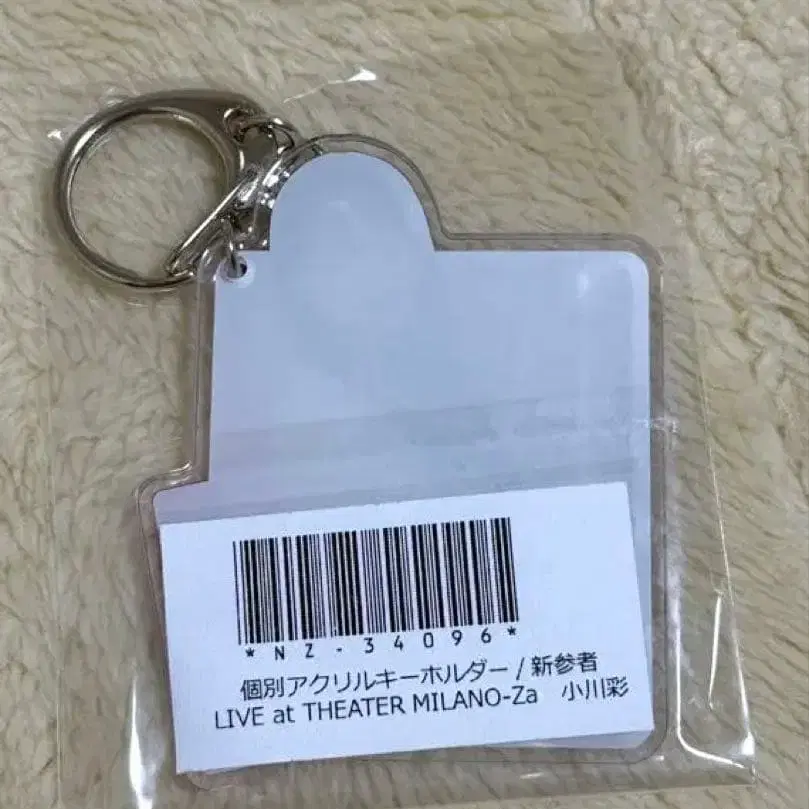 *NZ-34096*
個別アクリルキーホルダー / 新参者
LIVE at THEATER MILANO-Za　小川彩